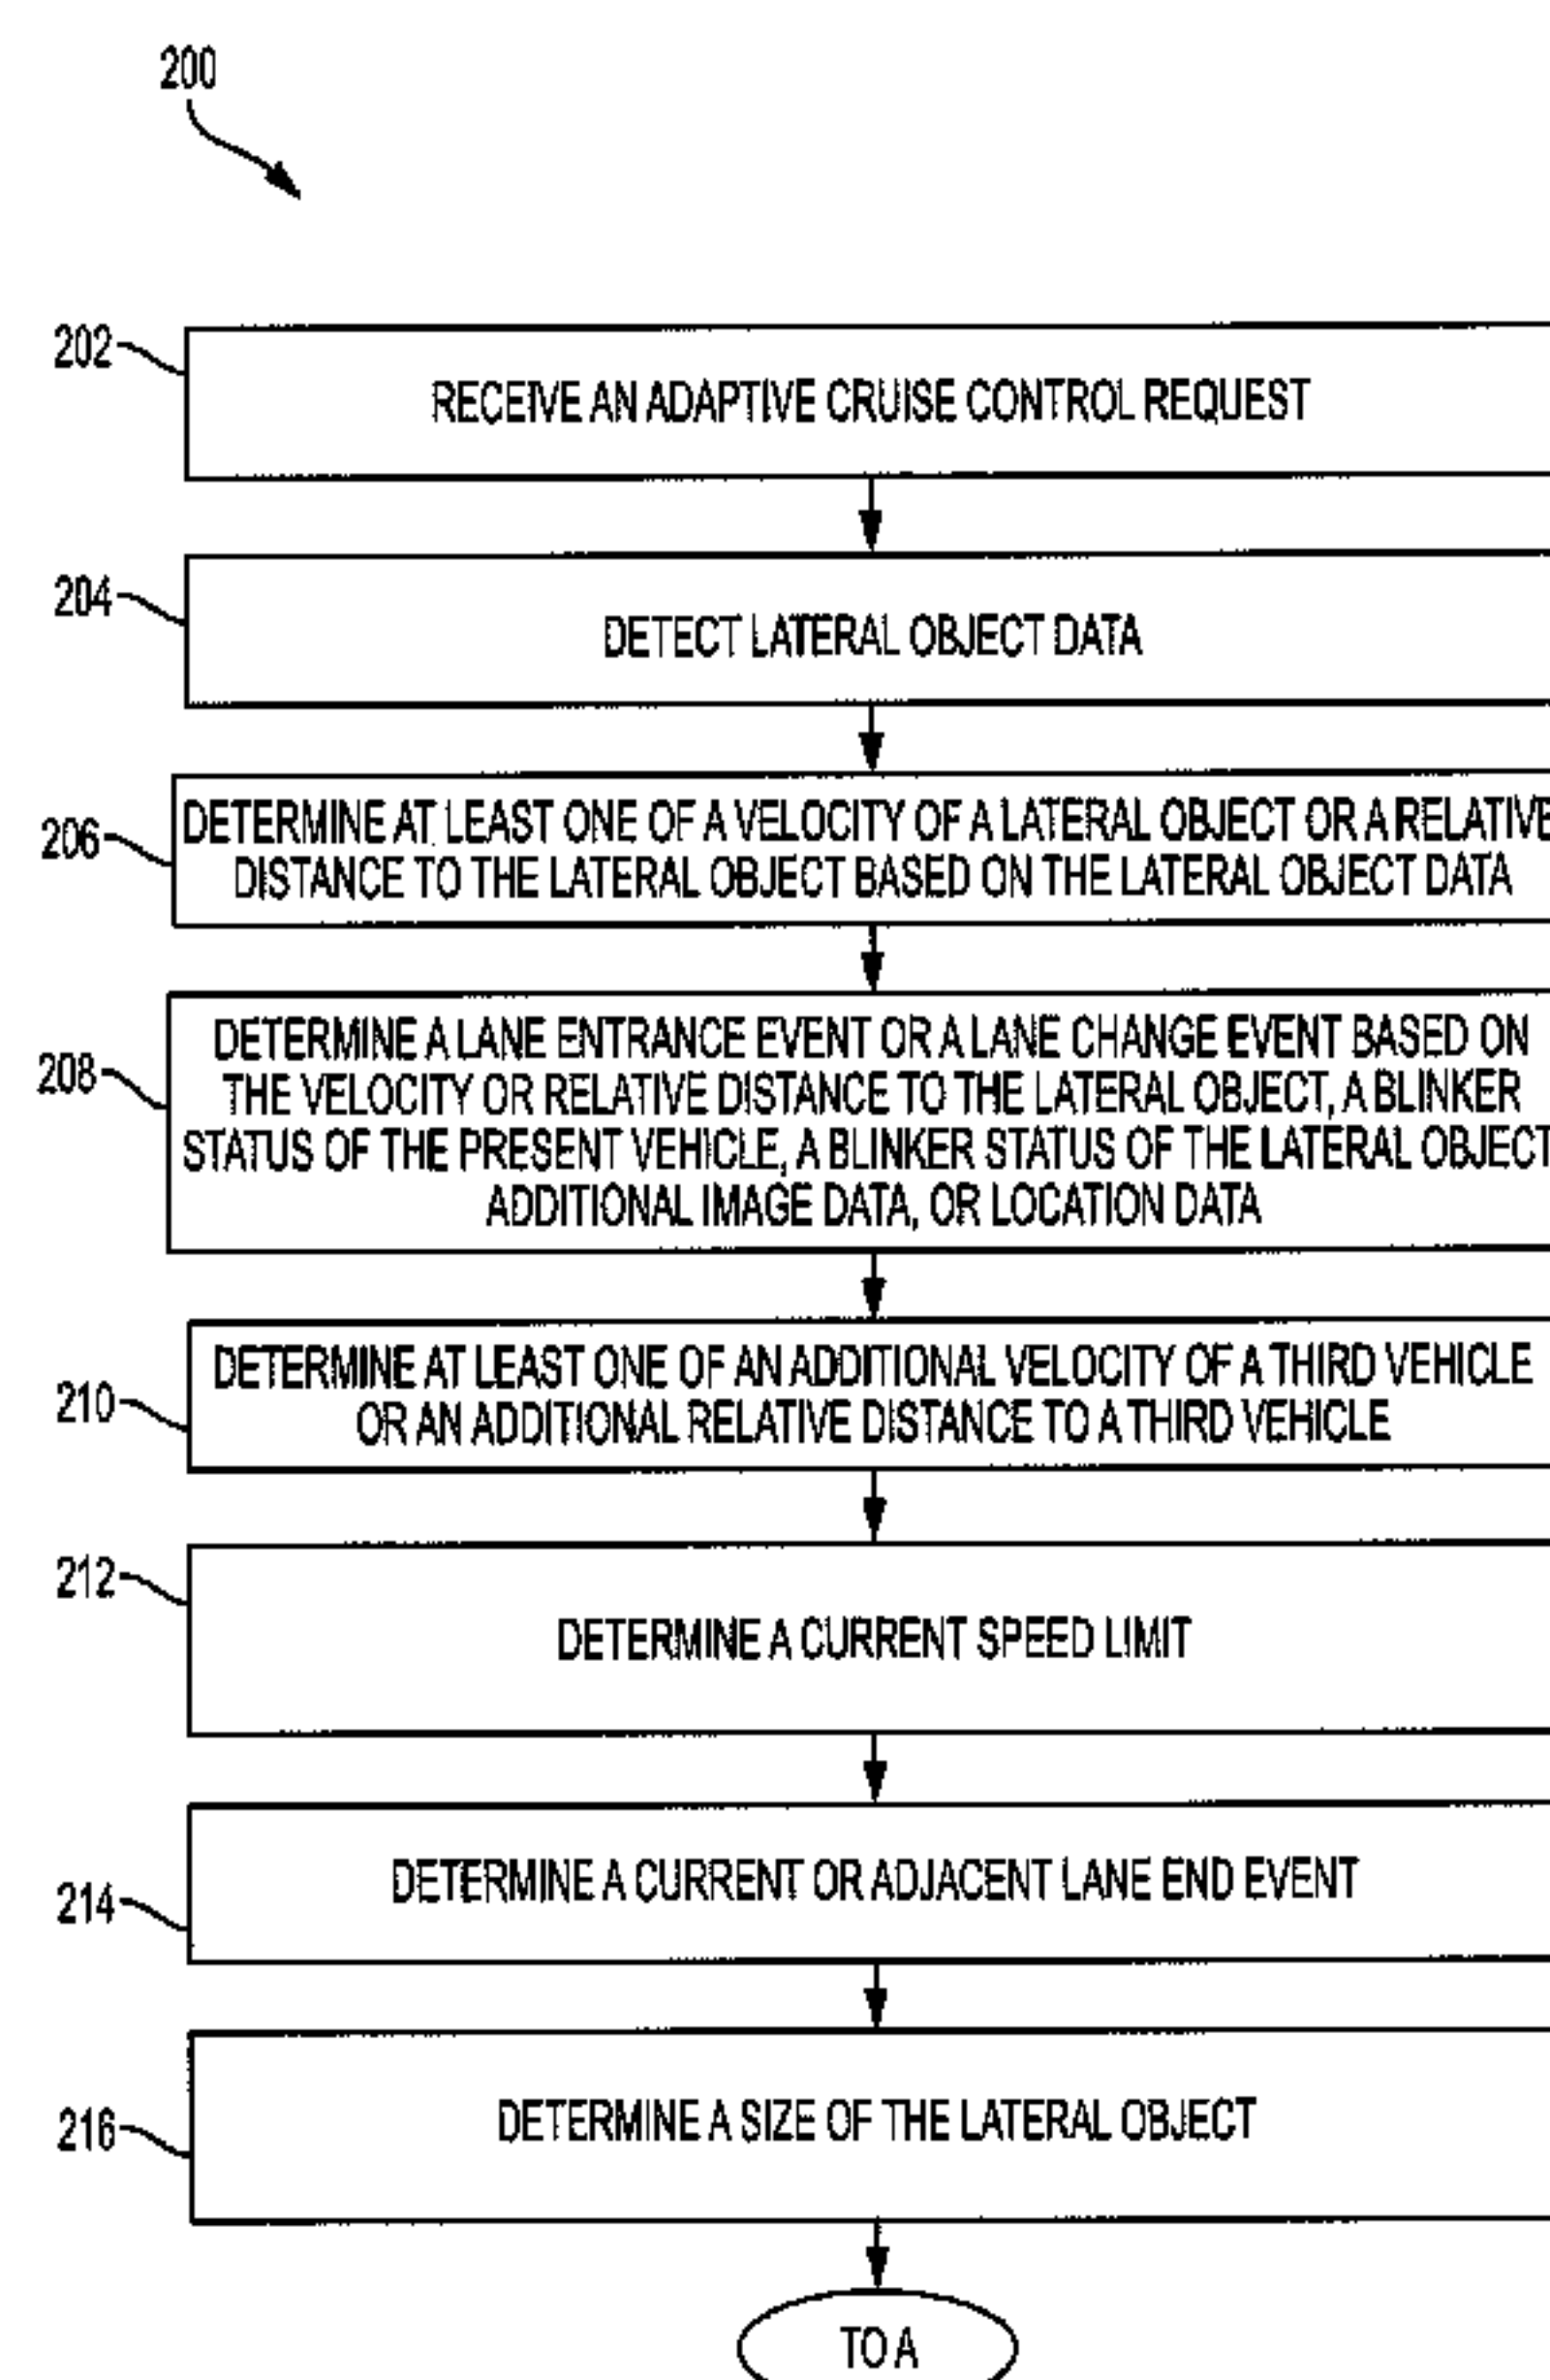 200
202
RECEIVE AN ADAPTIVE CRUISE CONTROL REQUEST
204
DETECT LATERAL OBJECT DATA
206
DETERMINE AT LEAST ONE OF A VELOCITY OF A LATERAL OBJECT OR A RELATIVE
DISTANCE TO THE LATERAL OBJECT BASED ON THE LATERAL OBJECT DATA
208
DETERMINE A LANE ENTRANCE EVENT OR A LANE CHANGE EVENT BASED ON
THE VELOCITY OR RELATIVE DISTANCE TO THE LATERAL OBJECT, A BLINKER
STATUS OF THE PRESENT VEHICLE, A BLINKER STATUS OF THE LATERAL OBJECT
ADDITIONAL IMAGE DATA, OR LOCATION DATA
210
DETERMINE AT LEAST ONE OF AN ADDITIONAL VELOCITY OF A THIRD VEHICLE
OR AN ADDITIONAL RELATIVE DISTANCE TO A THIRD VEHICLE
212
DETERMINE A CURRENT SPEED LIMIT
214
DETERMINE A CURRENT OR ADJACENT LANE END EVENT
216
DETERMINE A SIZE OF THE LATERAL OBJECT
TO A